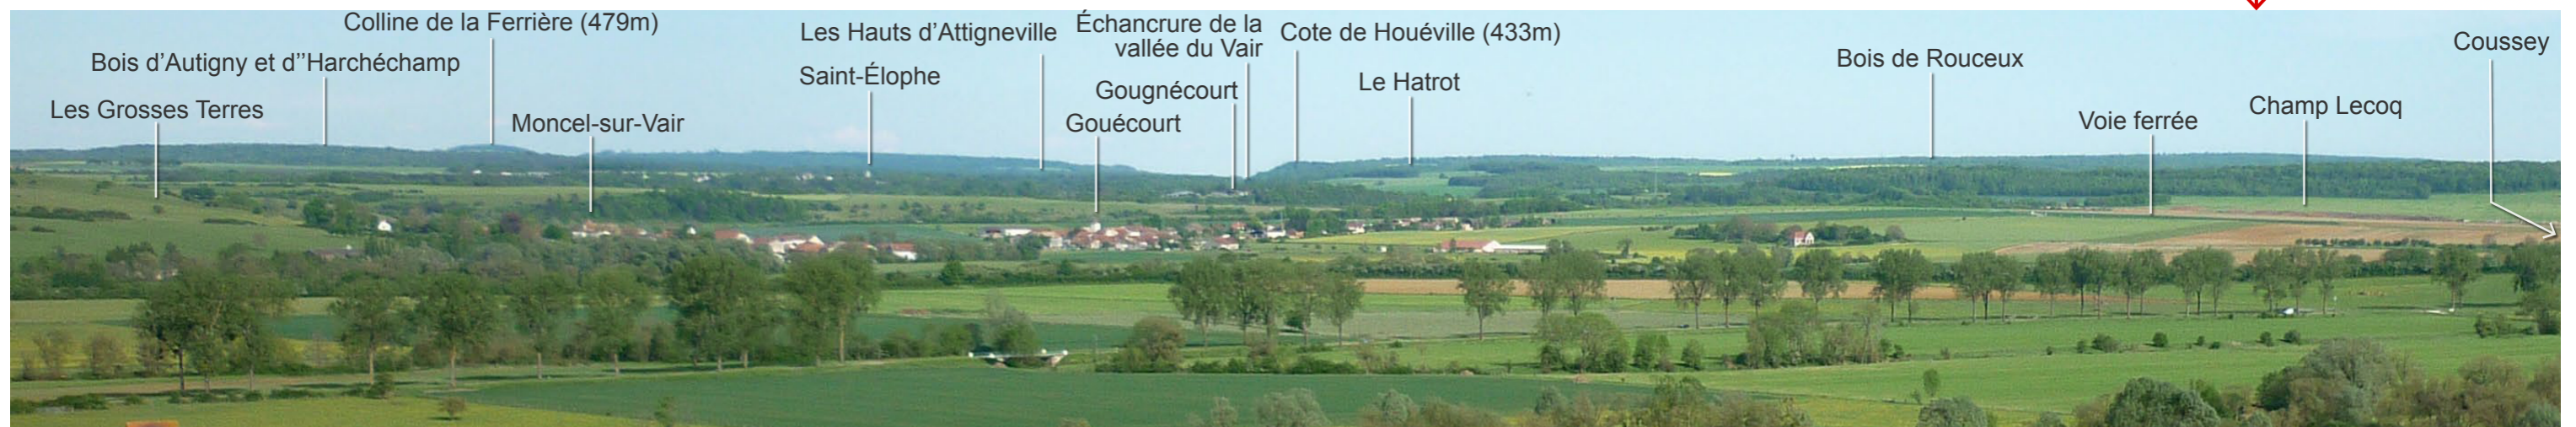 Les Grosses Terres
Bois d’Autigny et d’’Harchéchamp
Colline de la Ferrière (479m)
Moncel-sur-Vair
Saint-Élophe
Les Hauts d’Attigneville
Gouécourt
Gougnécourt
Échancrure de la
vallée du Vair
Cote de Houéville (433m)
Le Hatrot
Bois de Rouceux
Voie ferrée
Champ Lecoq
Coussey